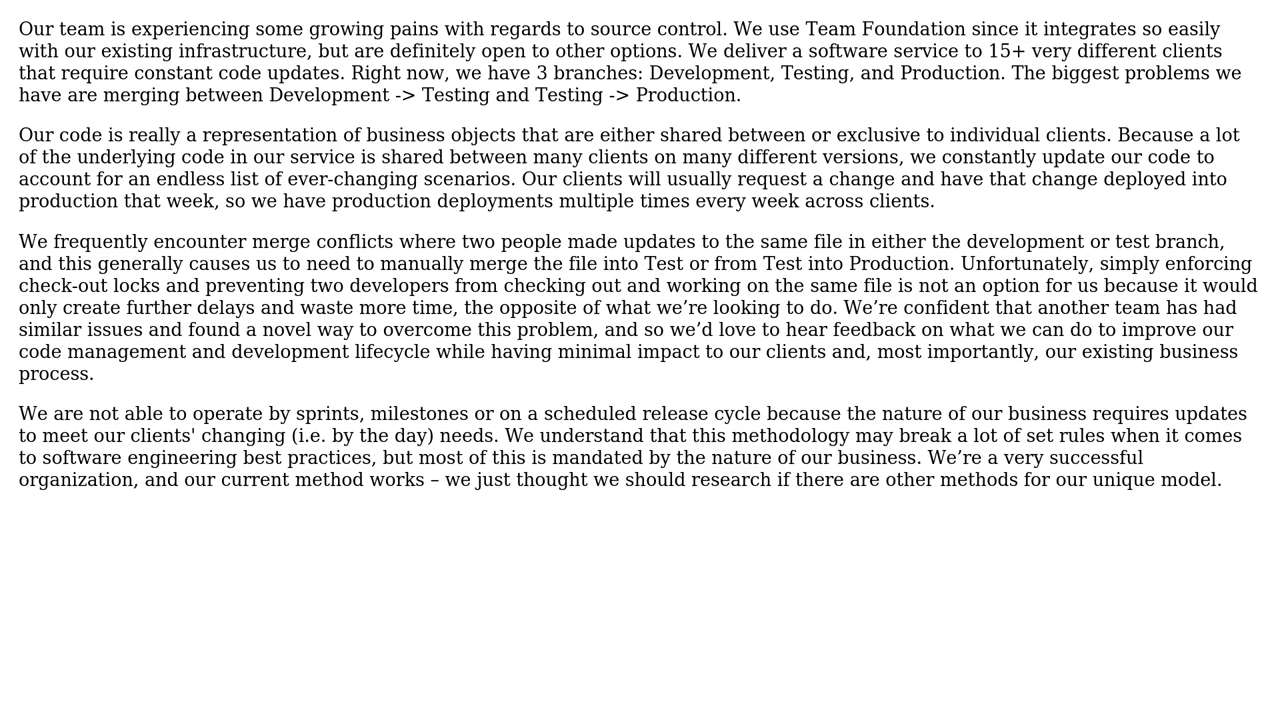 Our team is experiencing some growing pains with regards to source control. We use Team Foundation since it integrates so easily
with our existing infrastructure, but are definitely open to other options. We deliver a software service to 15+ very different clients
that require constant code updates. Right now, we have 3 branches: Development, Testing, and Production. The biggest problems we
have are merging between Development -> Testing and Testing -> Production.
Our code is really a representation of business objects that are either shared between or exclusive to individual clients. Because a lot
of the underlying code in our service is shared between many clients on many different versions, we constantly update our code to
account for an endless list of ever-changing scenarios. Our clients will usually request a change and have that change deployed into
production that week, so we have production deployments multiple times every week across clients.
We frequently encounter merge conflicts where two people made updates to the same file in either the development or test branch,
and this generally causes us to need to manually merge the file into Test or from Test into Production. Unfortunately, simply enforcing
check-out locks and preventing two developers from checking out and working on the same file is not an option for us because it would
only create further delays and waste more time, the opposite of what we’re looking to do. We’re confident that another team has had
similar issues and found a novel way to overcome this problem, and so we’d love to hear feedback on what we can do to improve our
code management and development lifecycle while having minimal impact to our clients and, most importantly, our existing business
process.
We are not able to operate by sprints, milestones or on a scheduled release cycle because the nature of our business requires updates
to meet our clients' changing (i.e. by the day) needs. We understand that this methodology may break a lot of set rules when it comes
to software engineering best practices, but most of this is mandated by the nature of our business. We’re a very successful
organization, and our current method works – we just thought we should research if there are other methods for our unique model.